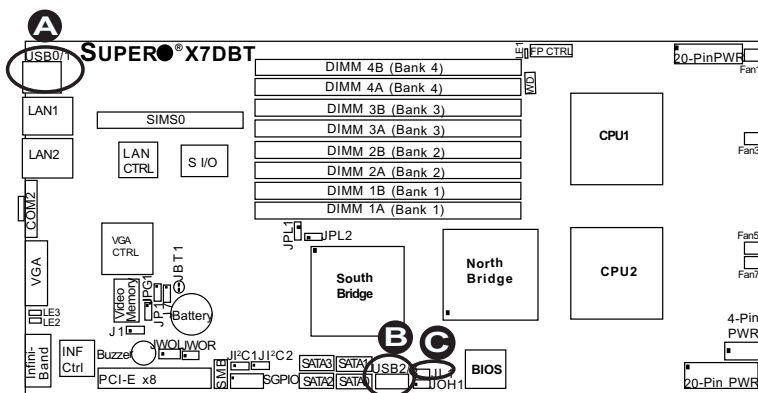 A
USB0/1
SUPER ® X7DBT
DIMM 4B (Bank 4)
DIMM 4A (Bank 4)
DIMM 3B (Bank 3)
DIMM 3A (Bank 3)
DIMM 2B (Bank 2)
DIMM 2A (Bank 2)
DIMM 1B (Bank 1)
DIMM 1A (Bank 1)
LE1
FP CTRL
WD
20-PinPWR
Fan1
Fan3
Fan5
Fan7
LAN1
LAN2
SIMS0
LAN
CTRL
S I/O
CPU1
CPU2
COM2
VGA
VGA
CTRL
Video
Memory
JPG1
JP1
JBT1
JPL1
JPL2
South
Bridge
North
Bridge
Battery
LE3
LE2
J1
JWOL
JWOR
Buzzer
Infini-
Band
INF
Ctrl
PCI-E x8
SMB
JI²C1
JI²C2
SGPIO
SATA3
SATA1
SATA2
SATA0
B
USB2/
C
JL1
JOH1
BIOS
4-Pin
PWR
20-Pin PWR